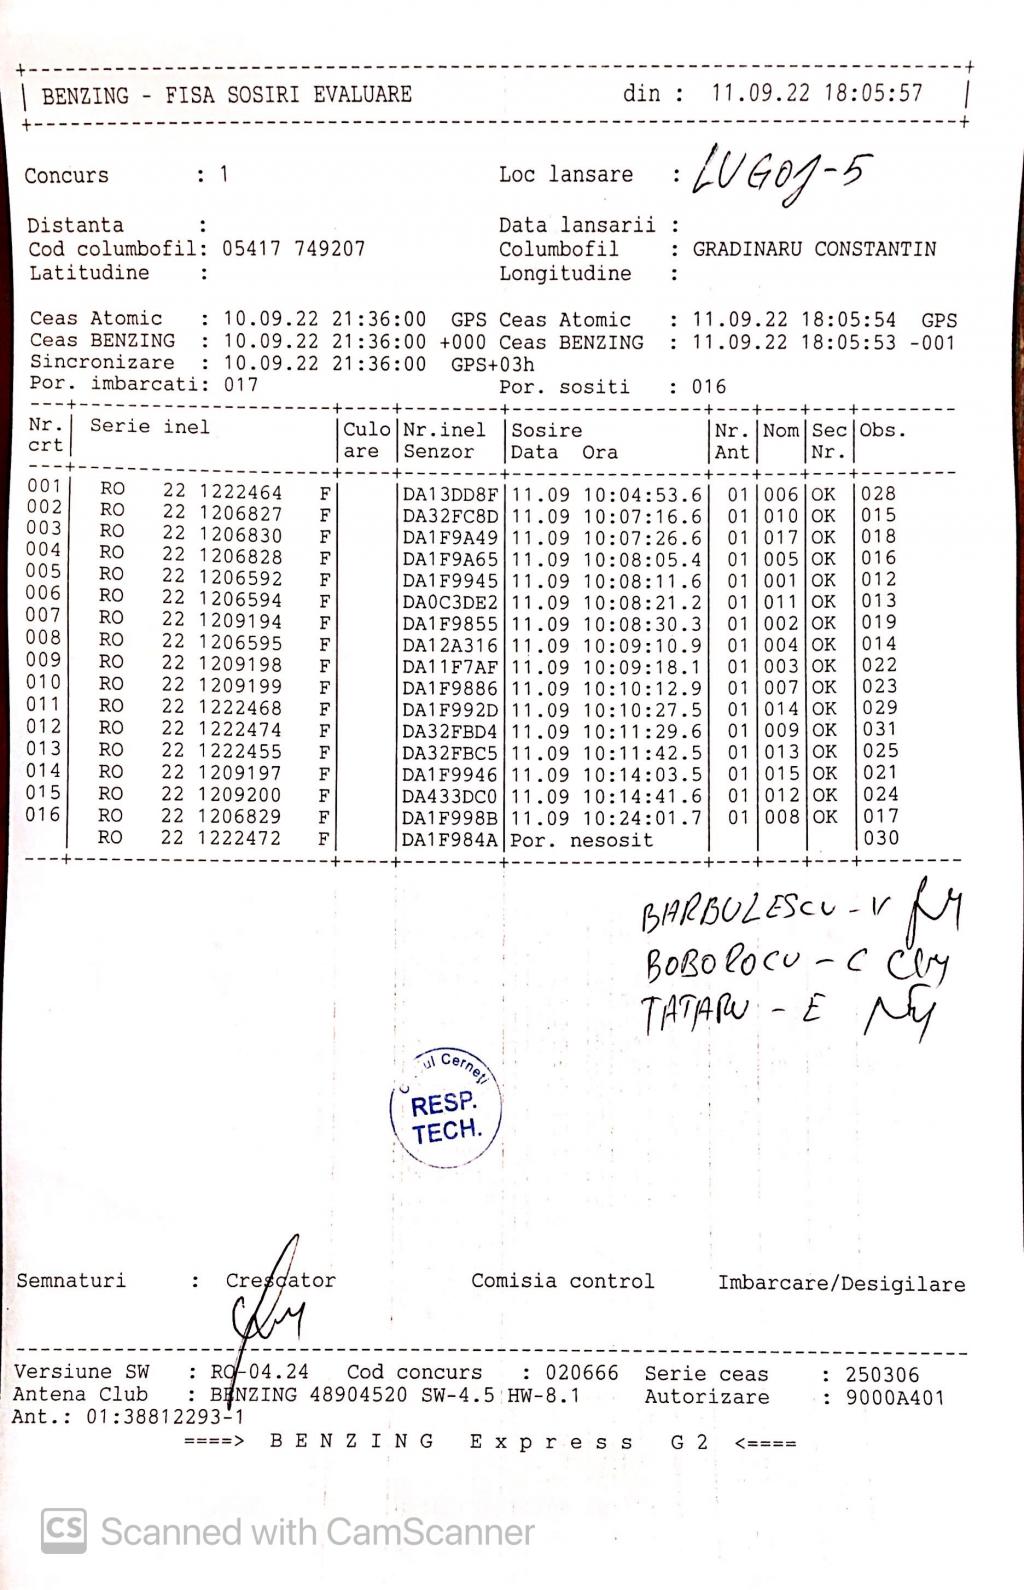 BENZING - FISA SOSIRI EVALUARE din : 11.09.22 18:05:57
Concurs : 1 Loc lansare : LUGOJ-5
Distanta : Data lansarii :
Cod columbofil: 05417 749207 Columbofil : GRADINARU CONSTANTIN
Latitudine : Longitudine :
Ceas Atomic : 10.09.22 21:36:00 GPS Ceas Atomic : 11.09.22 18:05:54 GPS
Ceas BENZING : 10.09.22 21:36:00 +000 Ceas BENZING : 11.09.22 18:05:53 -001
Sincronizare : 10.09.22 21:36:00 GPS+03h
Por. imbarcati: 017 Por. sositi : 016
Nr. Serie inel Culo Nr.inel Sosire Nr. Nom Sec Obs.
crt are Senzor Data Ora Ant Nr.
001 RO 22 1222464 F DA13DD8F 11.09 10:04:53.6 01 006 OK 028
002 RO 22 1206827 F DA32FC8D 11.09 10:07:16.6 01 010 OK 015
003 RO 22 1206830 F DA1F9A49 11.09 10:07:26.6 01 017 OK 018
004 RO 22 1206828 F DA1F9A65 11.09 10:08:05.4 01 005 OK 016
005 RO 22 1206592 F DA1F9945 11.09 10:08:11.6 01 001 OK 012
006 RO 22 1206594 F DA0C3DE2 11.09 10:08:21.2 01 011 OK 013
007 RO 22 1209194 F DA1F9855 11.09 10:08:30.3 01 002 OK 019
008 RO 22 1206595 F DA12A316 11.09 10:09:10.9 01 004 OK 014
009 RO 22 1209198 F DA11F7AF 11.09 10:09:18.1 01 003 OK 022
010 RO 22 1209199 F DA1F9886 11.09 10:10:12.9 01 007 OK 023
011 RO 22 1222468 F DA1F992D 11.09 10:10:27.5 01 014 OK 029
012 RO 22 1222474 F DA32FBD4 11.09 10:11:29.6 01 009 OK 031
013 RO 22 1222455 F DA32FBC5 11.09 10:11:42.5 01 013 OK 025
014 RO 22 1209197 F DA1F9946 11.09 10:14:03.5 01 015 OK 021
015 RO 22 1209200 F DA433DC0 11.09 10:14:41.6 01 012 OK 024
016 RO 22 1206829 F DA1F998B 11.09 10:24:01.7 01 008 OK 017
RO 22 1222472 F DA1F984A Por. nesosit 030
BARBULESCU - V
BOBOROCU - C
TATARU - E
ul Cerneți
RESP.
TECH.
Semnaturi : Crescator Comisia control Imbarcare/Desigilare
Versiune SW : RO-04.24 Cod concurs : 020666 Serie ceas : 250306
Antena Club : BENZING 48904520 SW-4.5 HW-8.1 Autorizare : 9000A401
Ant.: 01:38812293-1
====> B E N Z I N G E x p r e s s G 2 <====
CS Scanned with CamScanner